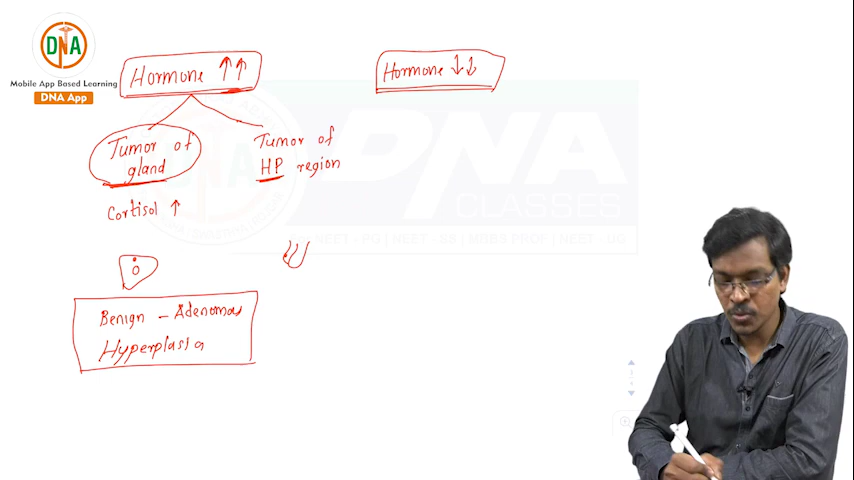 DNA
Mobile App Based Learning
DNA App
Hormone ↑↑
Hormone ↓↓
Tumor of
gland
Tumor of
HP region
Cortisol ↑
DNA
CLASSES
Benign - Adenomas
Hyperplasia